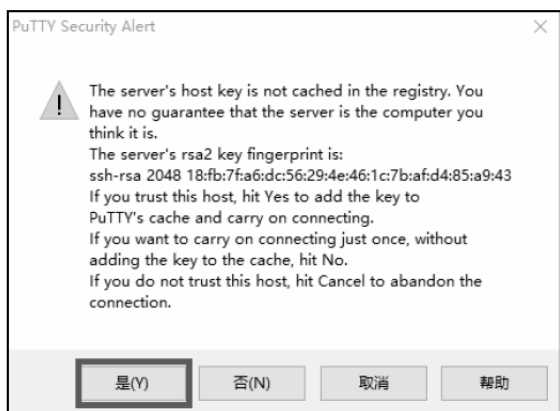 PuTTY Security Alert
The server's host key is not cached in the registry. You
have no guarantee that the server is the computer you
think it is.
The server's rsa2 key fingerprint is:
ssh-rsa 2048 18:fb:7f:a6:dc:56:29:4e:46:1c:7b:af:d4:85:a9:43
If you trust this host, hit Yes to add the key to
PuTTY's cache and carry on connecting.
If you want to carry on connecting just once, without
adding the key to the cache, hit No.
If you do not trust this host, hit Cancel to abandon the
connection.
是(Y) 否(N) 取消 帮助